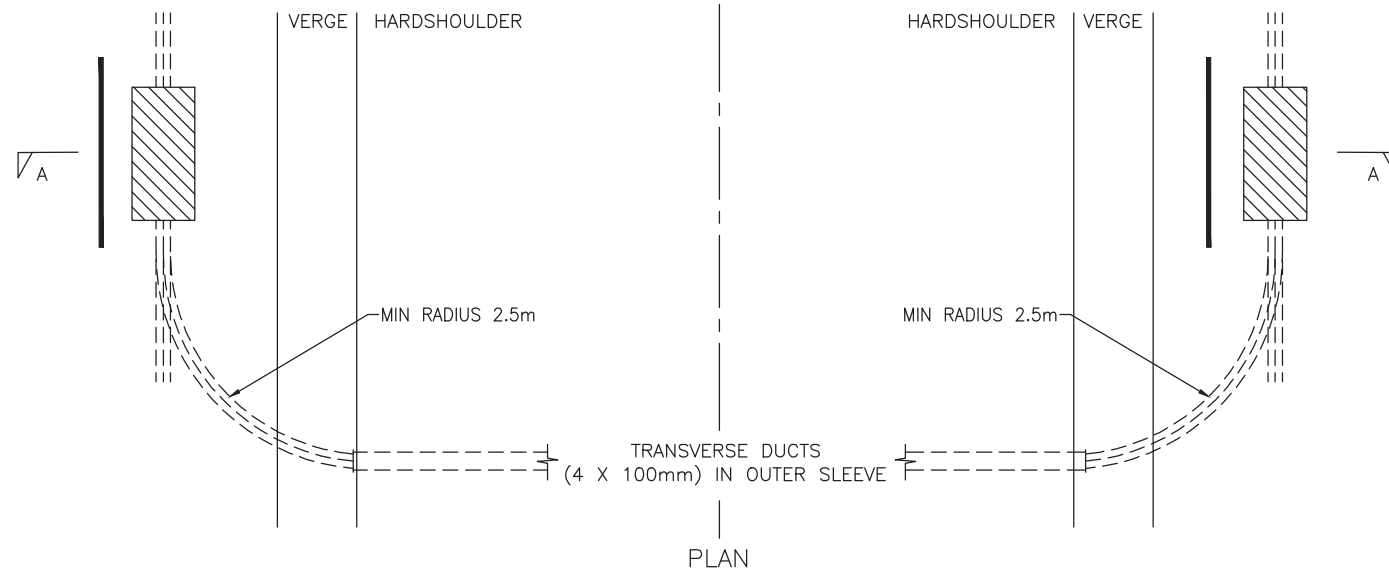 VERGE HARDSHOULDER
HARDSHOULDER VERGE
A
A
MIN RADIUS 2.5m
MIN RADIUS 2.5m
TRANSVERSE DUCTS
(4 X 100mm) IN OUTER SLEEVE
PLAN